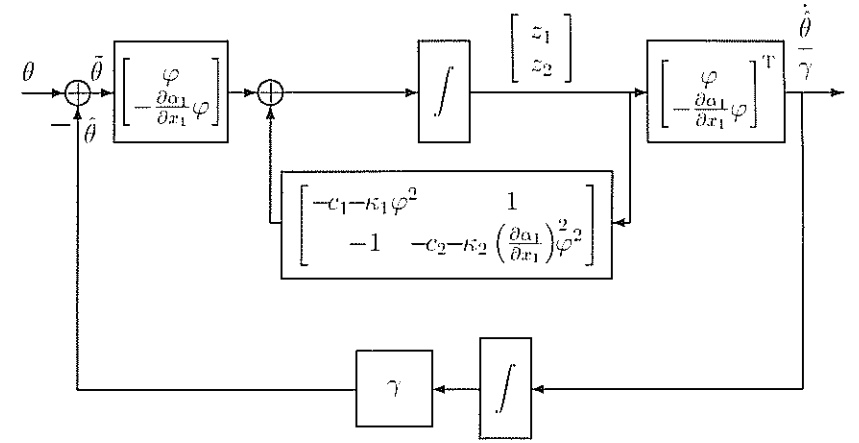 θ
θ̃
− θ̂
[ φ
−∂α₁/∂x₁ φ ]
∫
[ z₁
z₂ ]
[ φ
−∂α₁/∂x₁ φ ]ᵀ
θ̂̇/γ
[ −c₁−κ₁φ² 1
−1 −c₂−κ₂ (∂α₁/∂x₁)²φ² ]
γ
∫